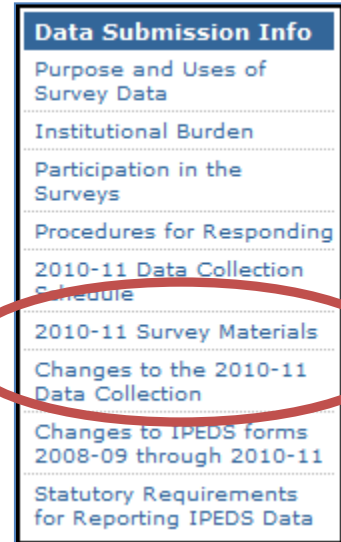 Data Submission Info
Purpose and Uses of
Survey Data
Institutional Burden
Participation in the
Surveys
Procedures for Responding
2010-11 Data Collection
Schedule
2010-11 Survey Materials
Changes to the 2010-11
Data Collection
Changes to IPEDS forms
2008-09 through 2010-11
Statutory Requirements
for Reporting IPEDS Data